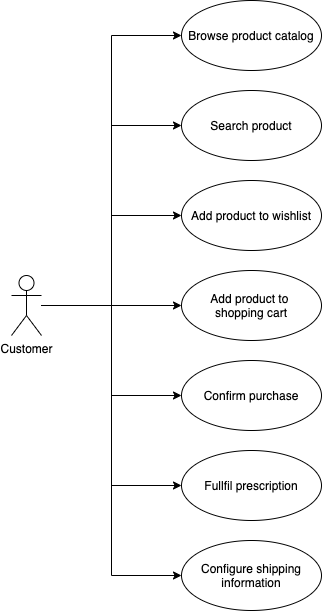 Browse product catalog
Search product
Add product to wishlist
Add product to
shopping cart
Customer
Confirm purchase
Fullfil prescription
Configure shipping
information